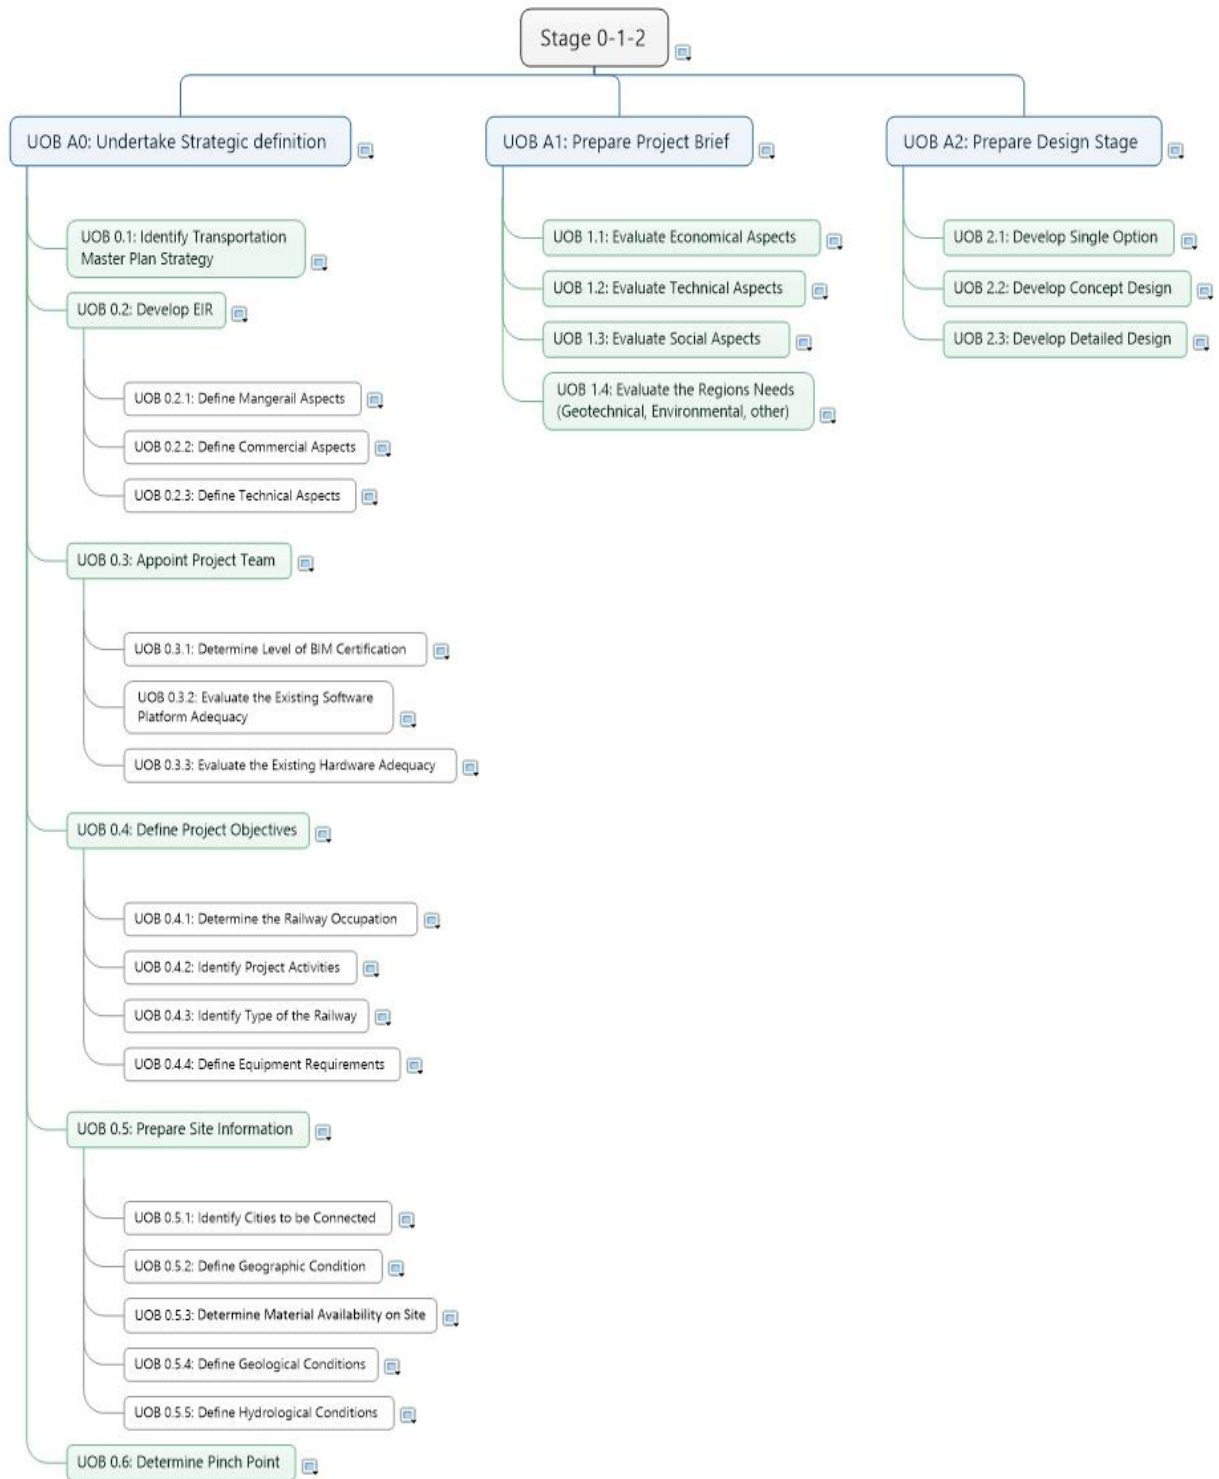 Stage 0-1-2
UOB A0: Undertake Strategic definition
UOB 0.1: Identify Transportation
Master Plan Strategy
UOB 0.2: Develop EIR
UOB 0.2.1: Define Mangerail Aspects
UOB 0.2.2: Define Commercial Aspects
UOB 0.2.3: Define Technical Aspects
UOB 0.3: Appoint Project Team
UOB 0.3.1: Determine Level of BIM Certification
UOB 0.3.2: Evaluate the Existing Software
Platform Adequacy
UOB 0.3.3: Evaluate the Existing Hardware Adequacy
UOB 0.4: Define Project Objectives
UOB 0.4.1: Determine the Railway Occupation
UOB 0.4.2: Identify Project Activities
UOB 0.4.3: Identify Type of the Railway
UOB 0.4.4: Define Equipment Requirements
UOB 0.5: Prepare Site Information
UOB 0.5.1: Identify Cities to be Connected
UOB 0.5.2: Define Geographic Condition
UOB 0.5.3: Determine Material Availability on Site
UOB 0.5.4: Define Geological Conditions
UOB 0.5.5: Define Hydrological Conditions
UOB 0.6: Determine Pinch Point
UOB A1: Prepare Project Brief
UOB 1.1: Evaluate Economical Aspects
UOB 1.2: Evaluate Technical Aspects
UOB 1.3: Evaluate Social Aspects
UOB 1.4: Evaluate the Regions Needs
(Geotechnical, Environmental, other)
UOB A2: Prepare Design Stage
UOB 2.1: Develop Single Option
UOB 2.2: Develop Concept Design
UOB 2.3: Develop Detailed Design